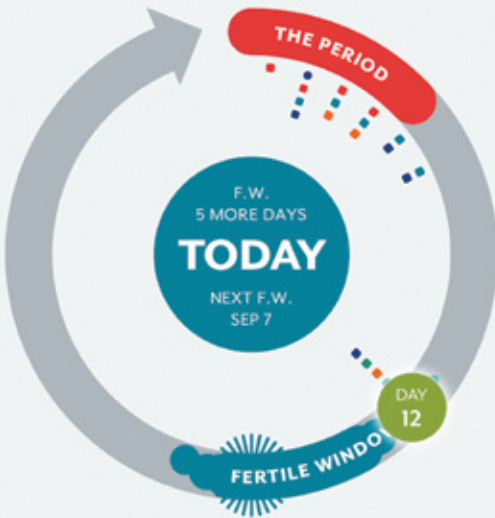 THE PERIOD
F.W.
5 MORE DAYS
TODAY
NEXT F.W.
SEP 7
DAY
12
FERTILE WINDO